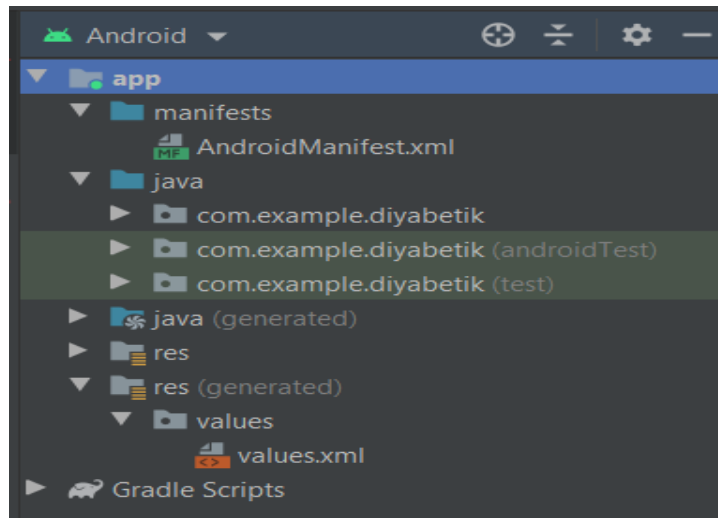 Android
app
manifests
MF AndroidManifest.xml
java
com.example.diyabetik
com.example.diyabetik (androidTest)
com.example.diyabetik (test)
java (generated)
res
res (generated)
values
<> values.xml
Gradle Scripts